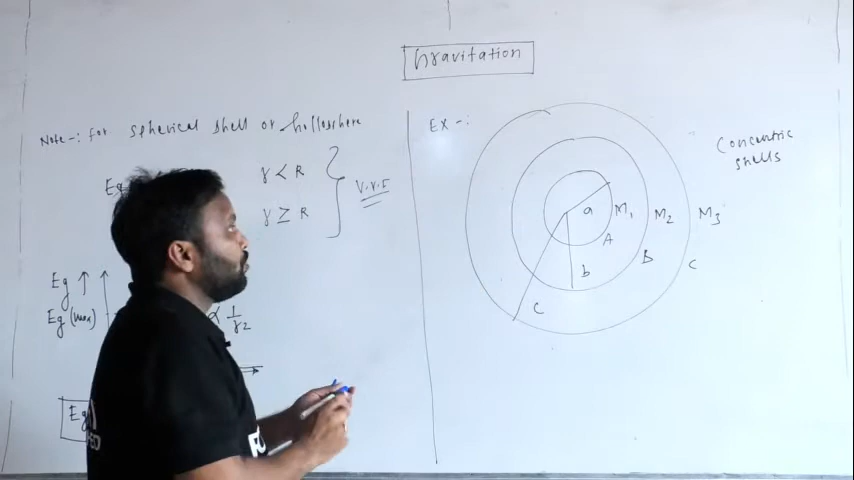 Gravitation
Note -: for spherical shell or hollosphere
Eg
r < R
r ≥ R
V.V.I
Eg ↑
Eg (max)
∝ 1/r2
Eg
EX -:
Concentric
shells
a M1 M2 M3
A
B
C
b
C